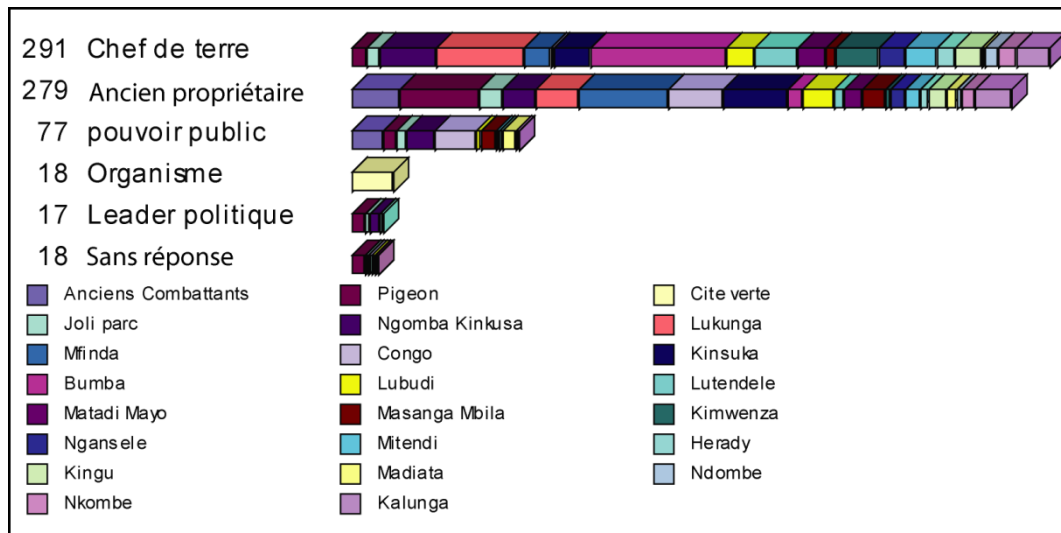 291 Chef de terre
279 Ancien propriétaire
77 pouvoir public
18 Organisme
17 Leader politique
18 Sans réponse
Anciens Combattants Pigeon Cite verte
Joli parc Ngomba Kinkusa Lukunga
Mfinda Congo Kinsuka
Bumba Lubudi Lutendele
Matadi Mayo Masanga Mbila Kimwenza
Ngansele Mitendi Herady
Kingu Madiata Ndombe
Nkombe Kalunga